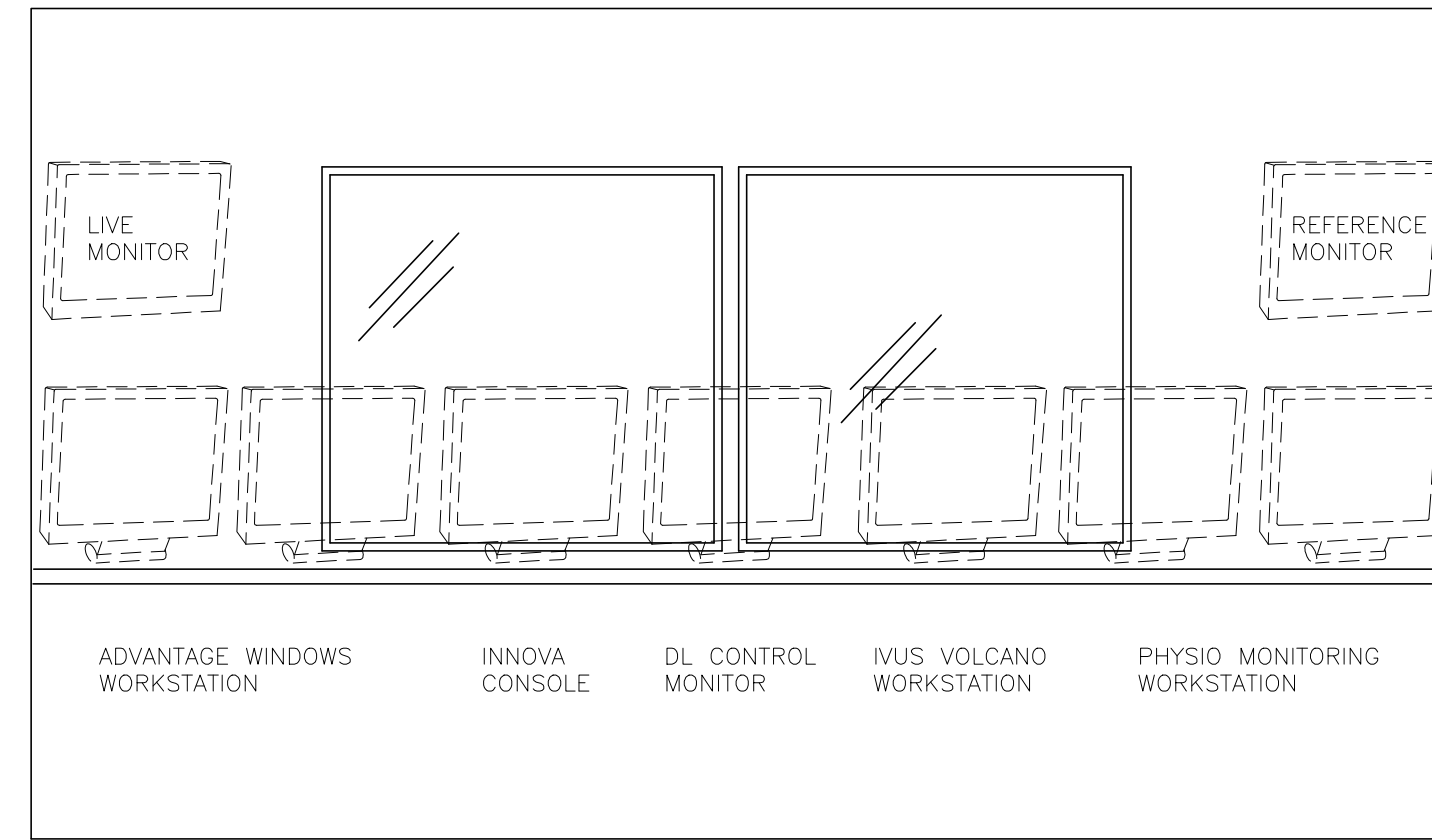 LIVE
MONITOR
REFERENCE
MONITOR
ADVANTAGE WINDOWS
WORKSTATION
INNOVA
CONSOLE
DL CONTROL
MONITOR
IVUS VOLCANO
WORKSTATION
PHYSIO MONITORING
WORKSTATION